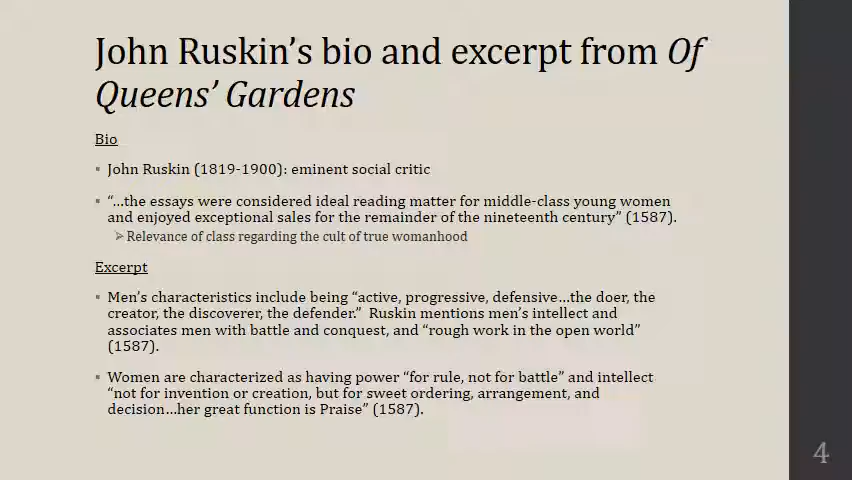 John Ruskin’s bio and excerpt from Of
Queens’ Gardens
Bio
▪ John Ruskin (1819-1900): eminent social critic
▪ “…the essays were considered ideal reading matter for middle-class young women
and enjoyed exceptional sales for the remainder of the nineteenth century” (1587).
➢ Relevance of class regarding the cult of true womanhood
Excerpt
▪ Men’s characteristics include being “active, progressive, defensive…the doer, the
creator, the discoverer, the defender.”  Ruskin mentions men’s intellect and
associates men with battle and conquest, and “rough work in the open world”
(1587).
▪ Women are characterized as having power “for rule, not for battle” and intellect
“not for invention or creation, but for sweet ordering, arrangement, and
decision…her great function is Praise” (1587).
4